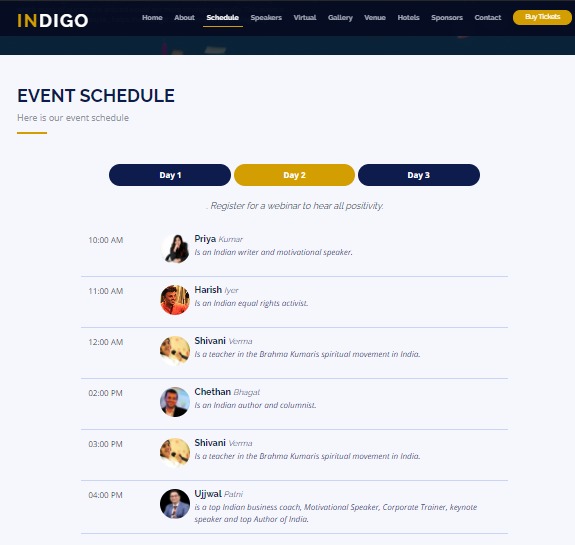 INDIGO
Home About Schedule Speakers Virtual Gallery Venue Hotels Sponsors Contact Buy Tickets
EVENT SCHEDULE
Here is our event schedule
Day 1 Day 2 Day 3
. Register for a webinar to hear all positivity.
10:00 AM
Priya Kumar
Is an Indian writer and motivational speaker.
11:00 AM
Harish Iyer
Is an Indian equal rights activist.
12:00 AM
Shivani Verma
Is a teacher in the Brahma Kumaris spiritual movement in India.
02:00 PM
Chethan Bhagat
Is an Indian author and columnist.
03:00 PM
Shivani Verma
Is a teacher in the Brahma Kumaris spiritual movement in India.
04:00 PM
Ujjwal Patni
is a top Indian business coach, Motivational Speaker, Corporate Trainer, keynote
speaker and top Author of India.